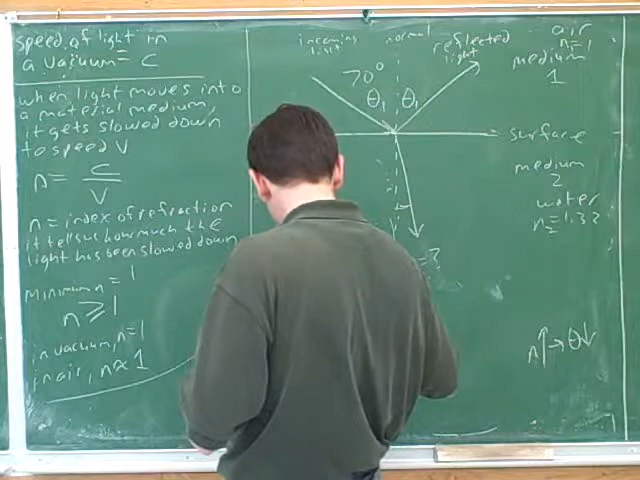 speed of light in
a vacuum = c
when light moves into
a material medium,
it gets slowed down
to speed v
n = c
v
n = index of refraction
it tells us how much the
light has been slowed down
minimum n = 1
n ≥ 1
in vacuum, n=1
in air, n≈1
incoming
light
normal
reflected
light
70°
θ₁ θ₁
air
n₁=1
medium
1
surface
medium
2
water
n₂=1.33
=?
n↑→θ↓